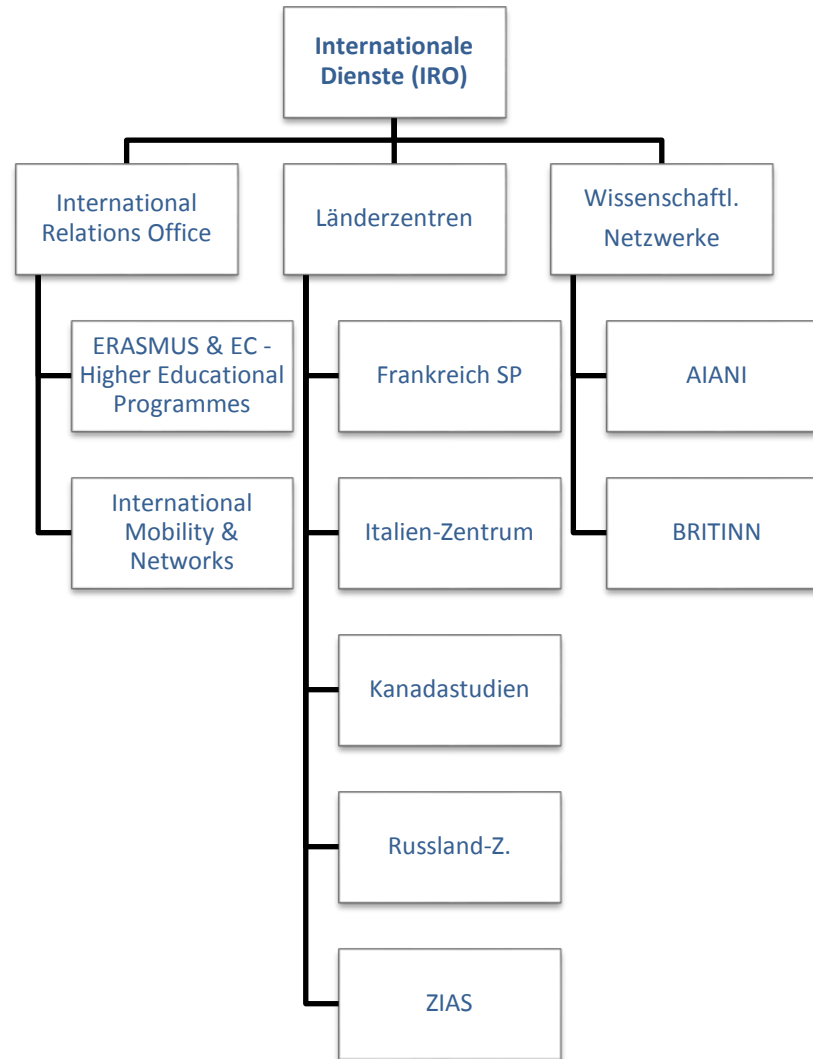 Internationale
Dienste (IRO)
International
Relations Office
Länderzentren
Wissenschaftl.
Netzwerke
ERASMUS & EC -
Higher Educational
Programmes
International
Mobility &
Networks
Frankreich SP
Italien-Zentrum
Kanadastudien
Russland-Z.
ZIAS
AIANI
BRITINN